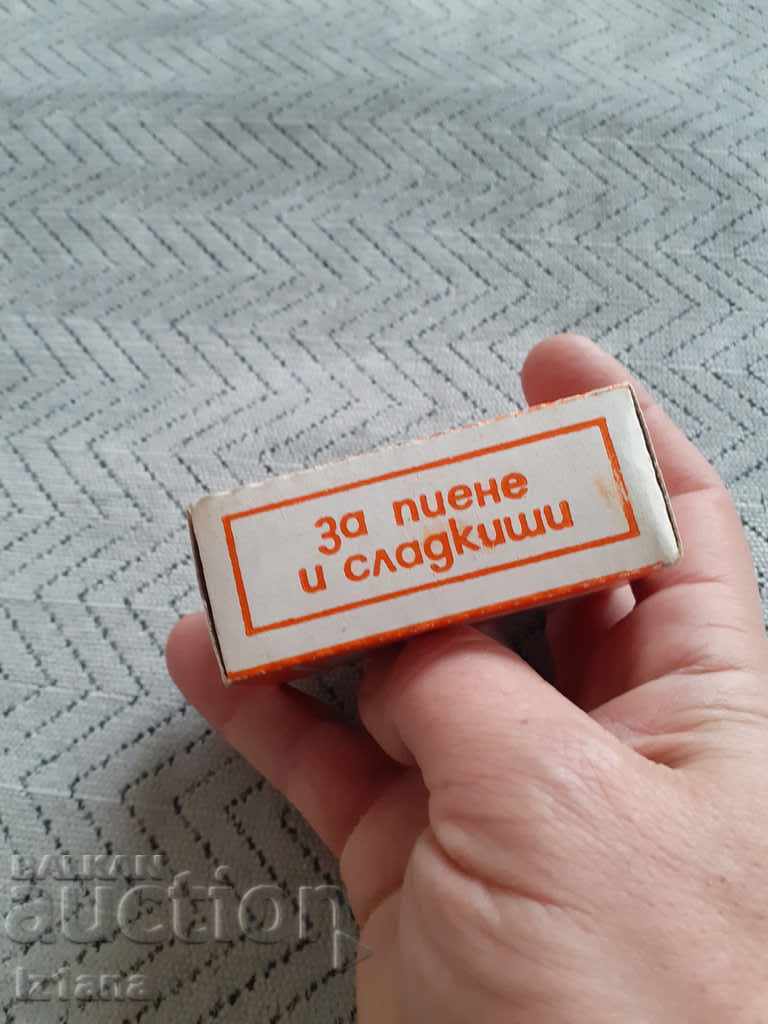 За пиене
и сладкиши
BALKAN
auction
Iziana